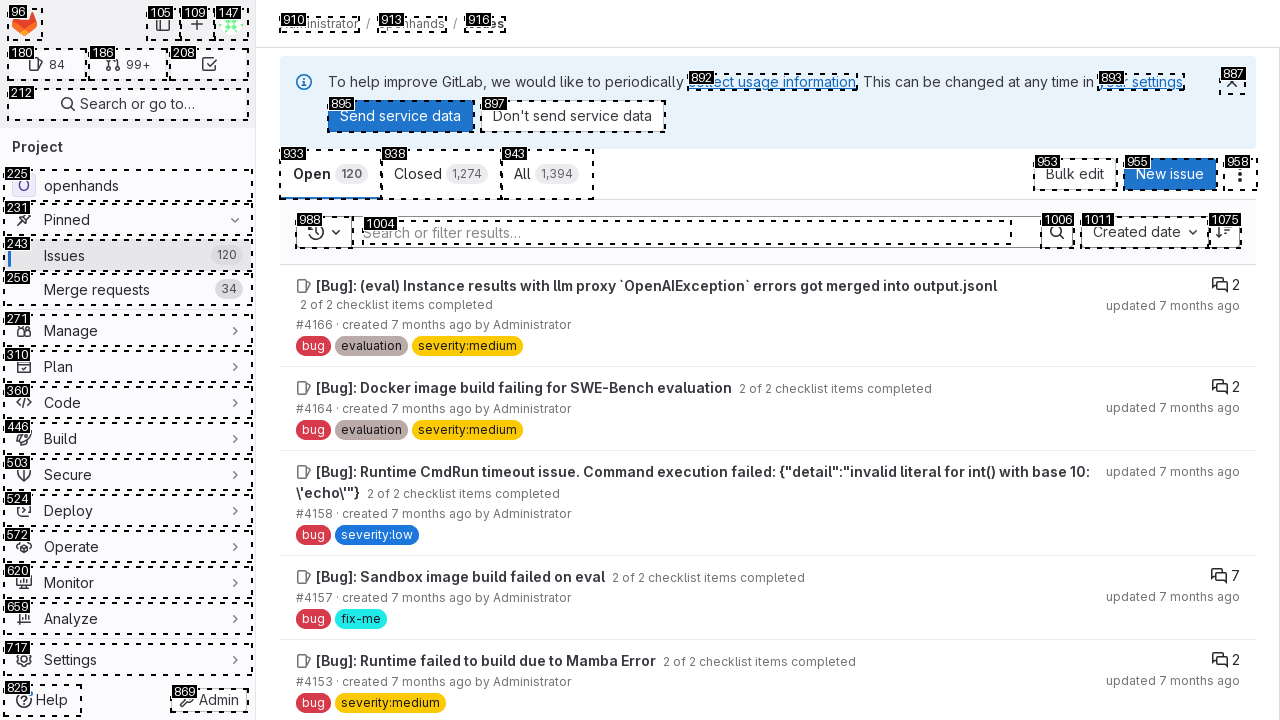 96
105
109
147
180
84
186
99+
208
212
Search or go to…
Project
225
openhands
231
Pinned
243
Issues
120
256
Merge requests
34
271
Manage
310
Plan
360
Code
446
Build
503
Secure
524
Deploy
572
Operate
620
Monitor
659
Analyze
717
Settings
825
Help
869
Admin
910
administrator
/
913
openhands
/
916
Issues
To help improve GitLab, we would like to periodically 892 collect usage information. This can be changed at any time in 893 your settings
887
895
Send service data
897
Don't send service data
933
Open 120
938
Closed 1,274
943
All 1,394
953
Bulk edit
955
New issue
958
988
1004
Search or filter results…
1006
1011
Created date
1075
[Bug]: (eval) Instance results with llm proxy `OpenAIException` errors got merged into output.jsonl
2
2 of 2 checklist items completed
updated 7 months ago
#4166 · created 7 months ago by Administrator
bug evaluation severity:medium
[Bug]: Docker image build failing for SWE-Bench evaluation 2 of 2 checklist items completed
2
#4164 · created 7 months ago by Administrator
updated 7 months ago
bug evaluation severity:medium
[Bug]: Runtime CmdRun timeout issue. Command execution failed: {"detail":"invalid literal for int() with base 10:
updated 7 months ago
\'echo\'"} 2 of 2 checklist items completed
#4158 · created 7 months ago by Administrator
bug severity:low
[Bug]: Sandbox image build failed on eval 2 of 2 checklist items completed
7
#4157 · created 7 months ago by Administrator
updated 7 months ago
bug fix-me
[Bug]: Runtime failed to build due to Mamba Error 2 of 2 checklist items completed
2
#4153 · created 7 months ago by Administrator
updated 7 months ago
bug severity:medium